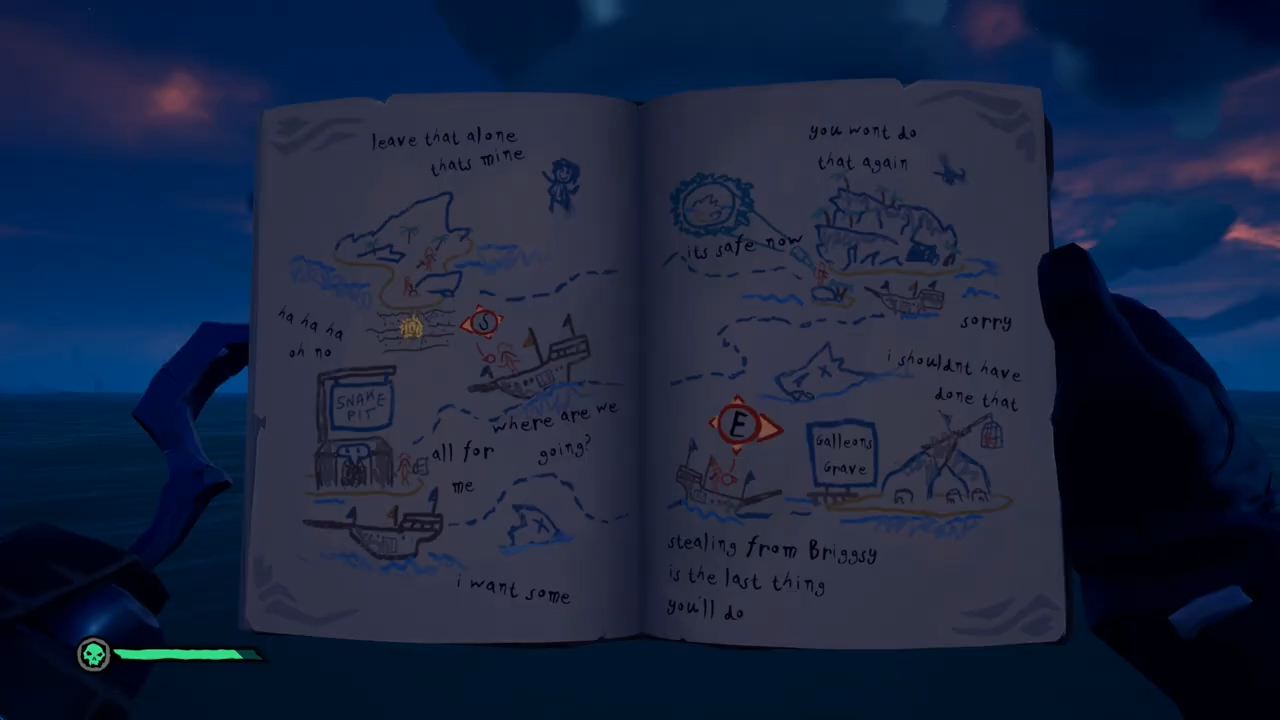 leave that alone
thats mine
ha ha ha
oh no
S
SNAKE
PIT
where are we
going?
all for
me
i want some
you wont do
that again
its safe now
sorry
i shouldnt have
done that
E
Galleons
Grave
stealing from Briggsy
is the last thing
you'll do